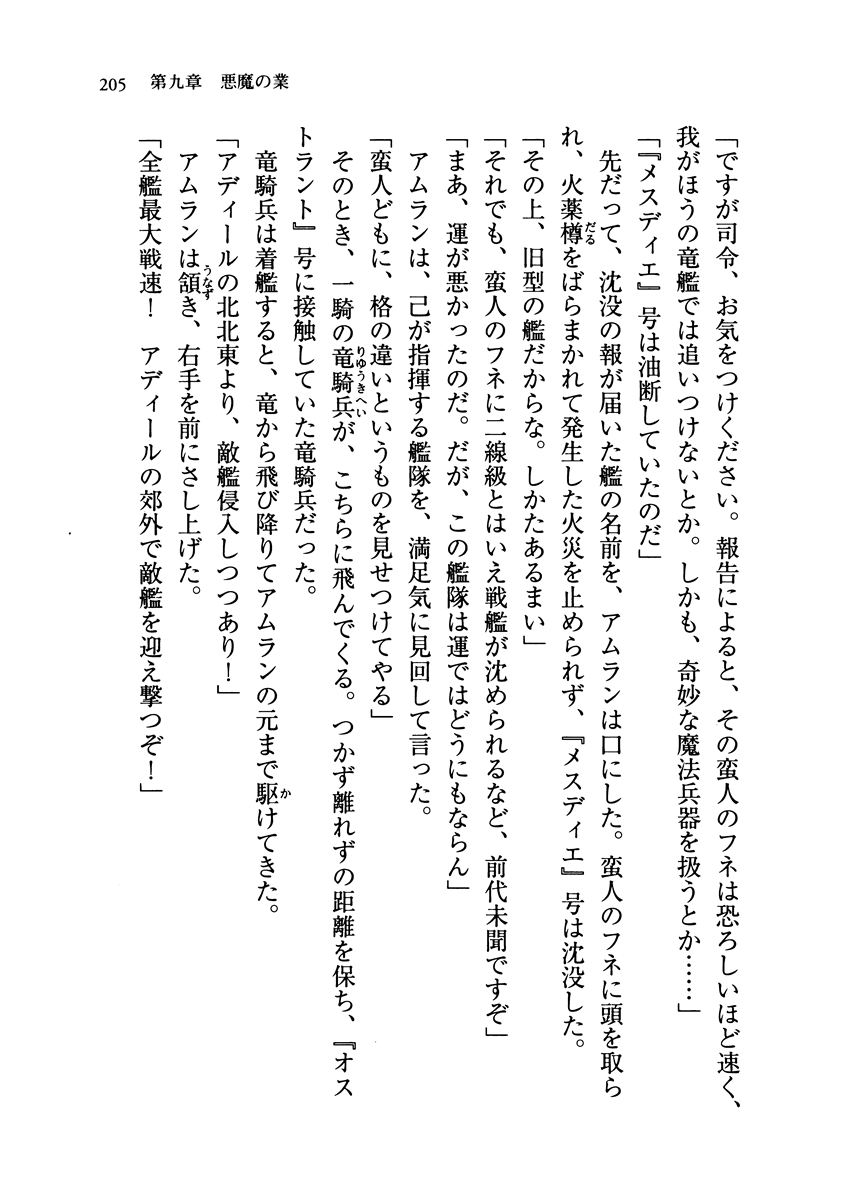 205　第九章　悪魔の業
「ですが司令、お気をつけください。報告によると、その蛮人のフネは恐ろしいほど速く、
我がほうの竜艦では追いつけないとか。しかも、奇妙な魔法兵器を扱うとか……」
「『メスディエ』号は油断していたのだ」
　先だって、沈没の報が届いた艦の名前を、アムランは口にした。蛮人のフネに頭を取ら
れ、火薬樽をばらまかれて発生した火災を止められず、『メスディエ』号は沈没した。
「その上、旧型の艦だからな。しかたあるまい」
「それでも、蛮人のフネに二線級とはいえ戦艦が沈められるなど、前代未聞ですぞ」
「まあ、運が悪かったのだ。だが、この艦隊は運ではどうにもならん」
　アムランは、己が指揮する艦隊を、満足気に見回して言った。
「蛮人どもに、格の違いというものを見せつけてやる」
　そのとき、一騎の竜騎兵が、こちらに飛んでくる。つかず離れずの距離を保ち、『オス
トラント』号に接触していた竜騎兵だった。
　竜騎兵は着艦すると、竜から飛び降りてアムランの元まで駆けてきた。
「アディールの北北東より、敵艦侵入しつつあり！」
　アムランは頷き、右手を前にさし上げた。
「全艦最大戦速！　アディールの郊外で敵艦を迎え撃つぞ！」